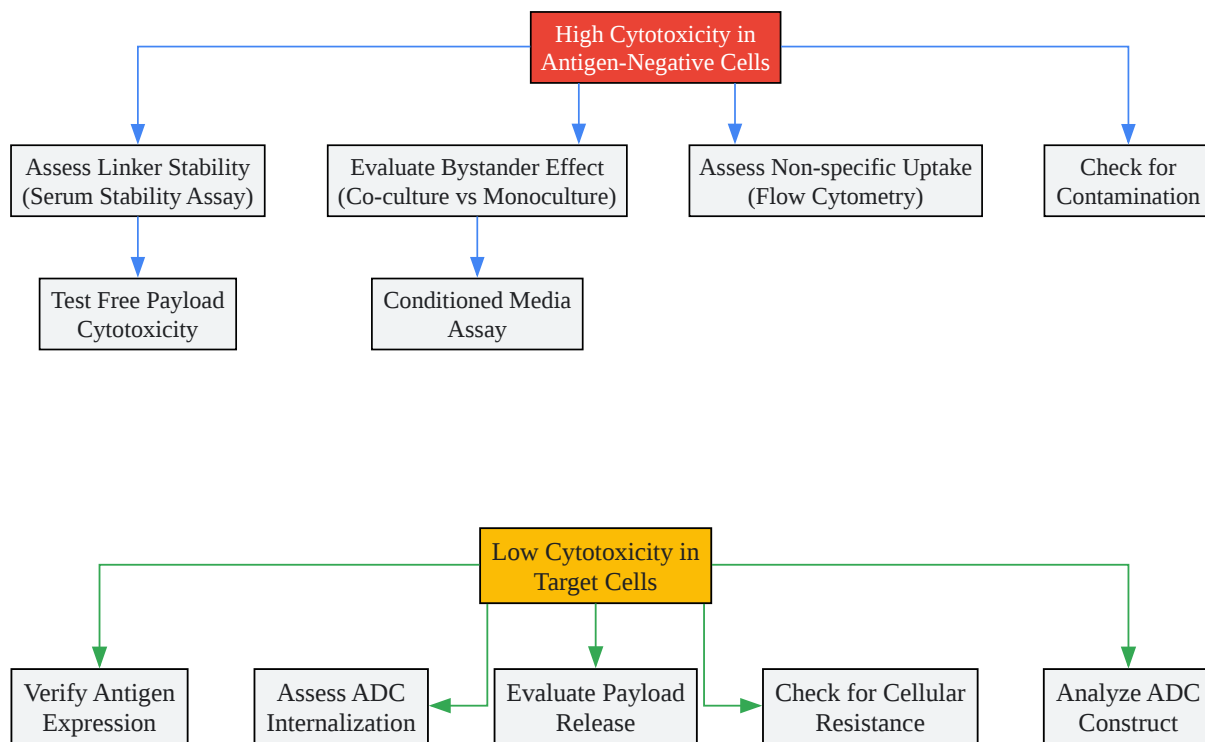 High Cytotoxicity in
Antigen-Negative Cells
Assess Linker Stability
(Serum Stability Assay)
Evaluate Bystander Effect
(Co-culture vs Monoculture)
Assess Non-specific Uptake
(Flow Cytometry)
Check for
Contamination
Test Free Payload
Cytotoxicity
Conditioned Media
Assay
Low Cytotoxicity in
Target Cells
Verify Antigen
Expression
Assess ADC
Internalization
Evaluate Payload
Release
Check for Cellular
Resistance
Analyze ADC
Construct